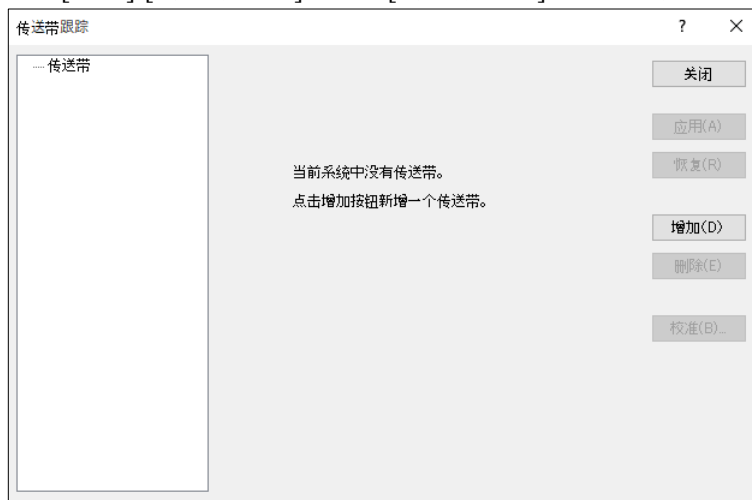 传送带跟踪
传送带
关闭
应用(A)
当前系统中没有传送带。
恢复(R)
点击增加按钮新增一个传送带。
增加(D)
删除(E)
校准(B)...